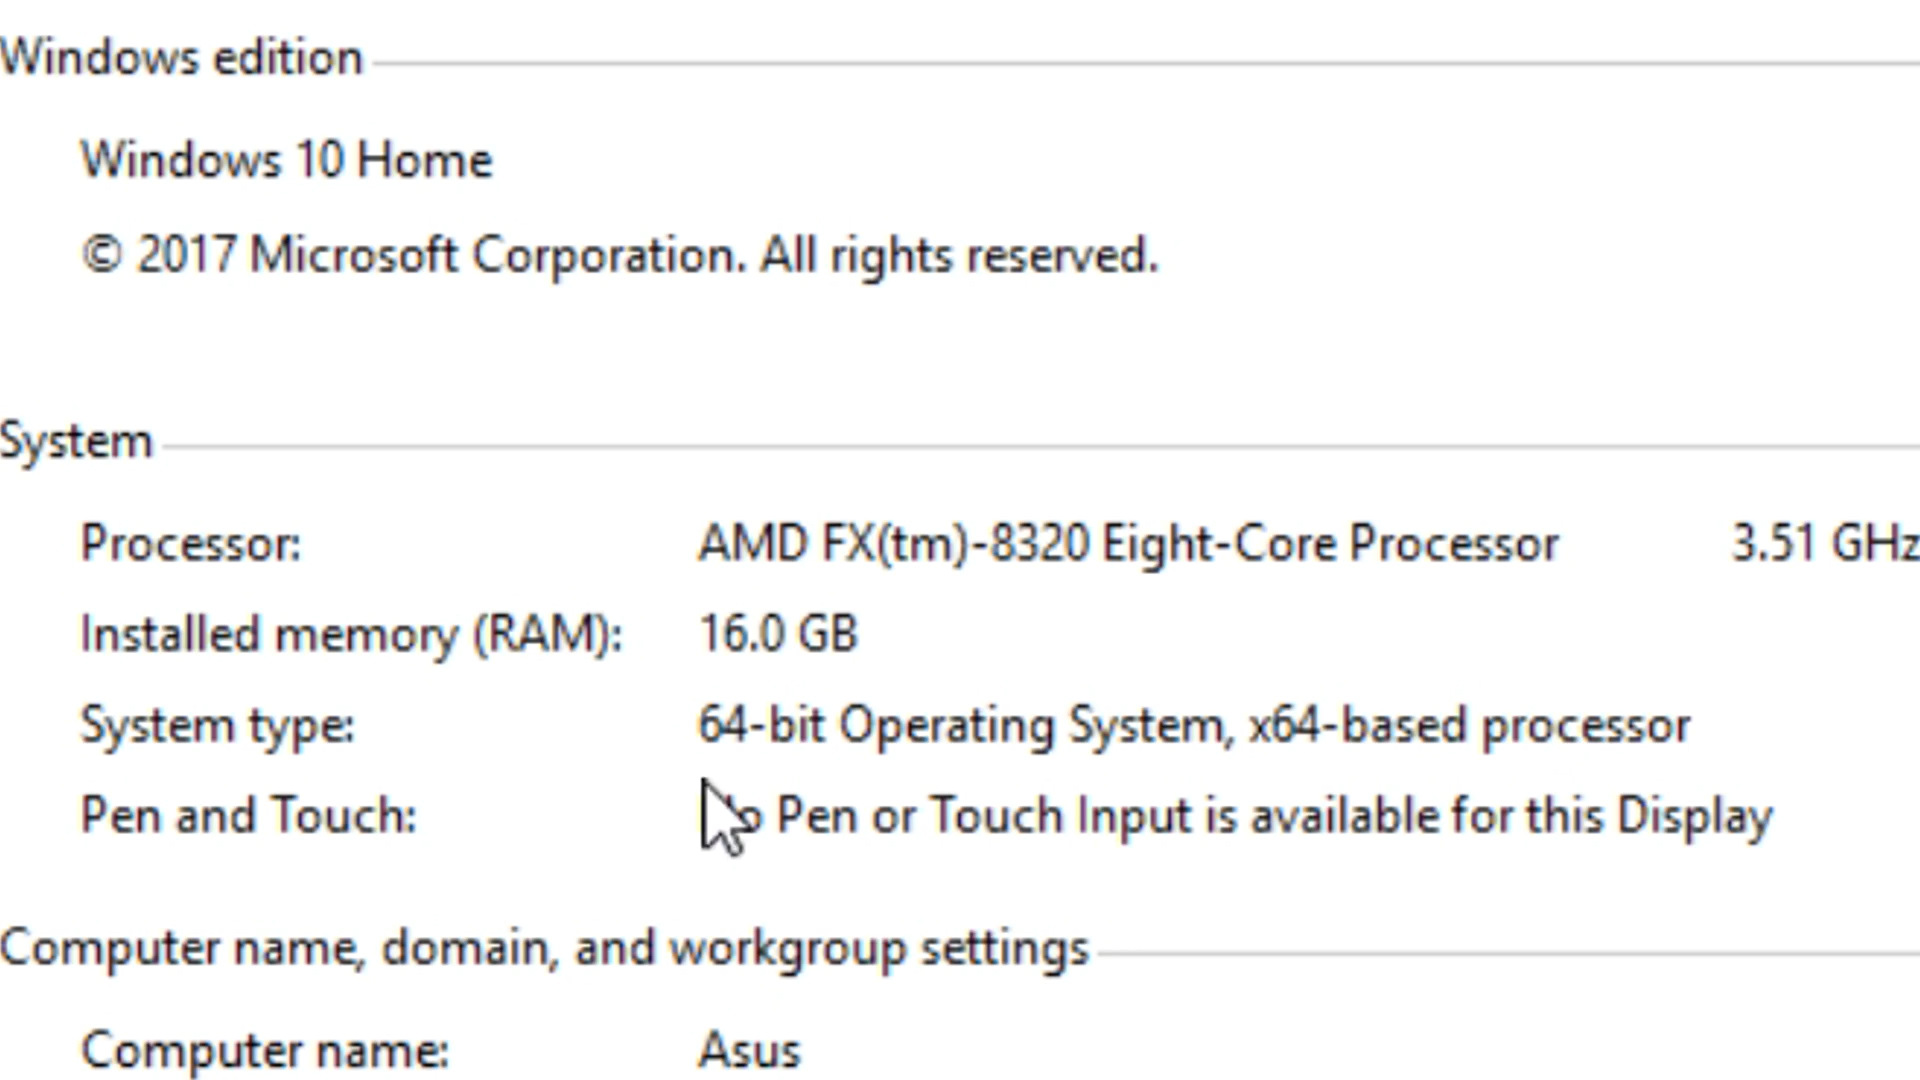 Windows edition
Windows 10 Home
© 2017 Microsoft Corporation. All rights reserved.
System
Processor: AMD FX(tm)-8320 Eight-Core Processor 3.51 GHz
Installed memory (RAM): 16.0 GB
System type: 64-bit Operating System, x64-based processor
Pen and Touch: No Pen or Touch Input is available for this Display
Computer name, domain, and workgroup settings
Computer name: Asus